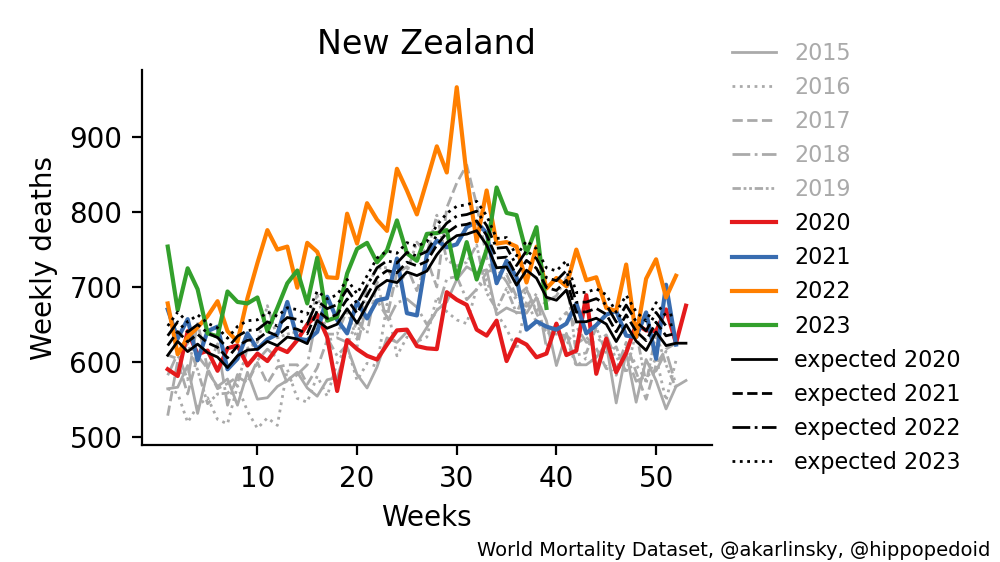 New Zealand
Weekly deaths
900
800
700
600
500
10
20
30
40
50
Weeks
2015
2016
2017
2018
2019
2020
2021
2022
2023
expected 2020
expected 2021
expected 2022
expected 2023
World Mortality Dataset, @akarlinsky, @hippopedoid